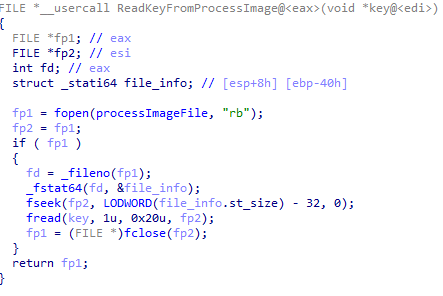 FILE *__usercall ReadKeyFromProcessImage@<eax>(void *key@<edi>)
{
FILE *fp1; // eax
FILE *fp2; // esi
int fd; // eax
struct _stati64 file_info; // [esp+8h] [ebp-40h]
fp1 = fopen(processImageFile, "rb");
fp2 = fp1;
if ( fp1 )
{
fd = _fileno(fp1);
_fstat64(fd, &file_info);
fseek(fp2, LODWORD(file_info.st_size) - 32, 0);
fread(key, 1u, 0x20u, fp2);
fp1 = (FILE *)fclose(fp2);
}
return fp1;
}